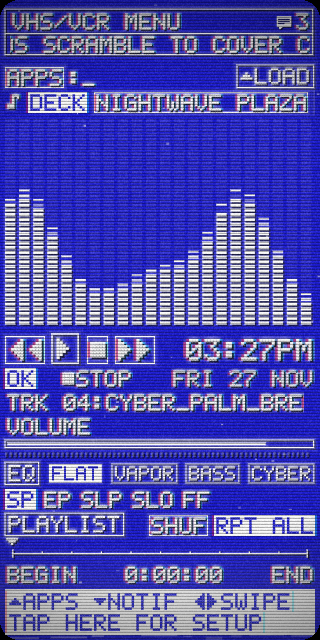 VHS/VCR MENU 3
IS SCRAMBLE TO COVER C
APPS:_ LOAD
DECK NIGHTWAVE PLAZA
03:27PM
OK STOP FRI 27 NOV
TRK 04:CYBER_PALM_BRE
VOLUME
EQ FLAT VAPOR BASS CYBER
SP EP SLP SLO FF
PLAYLIST SHUF RPT ALL
BEGIN 0:00:00 END
APPS NOTIF SWIPE
TAP HERE FOR SETUP